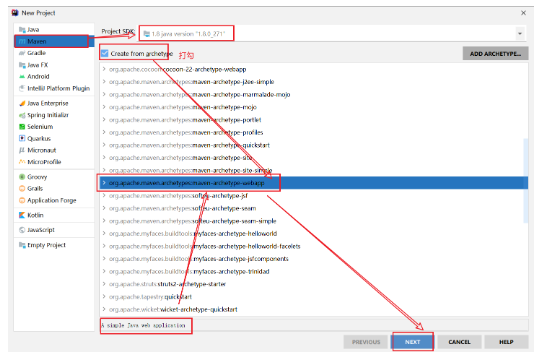 New Project
Java
Maven
Gradle
Java FX
Android
IntelliJ Platform Plugin
Java Enterprise
Spring Initializr
Selenium
Quarkus
Micronaut
MicroProfile
Groovy
Grails
Application Forge
Kotlin
JavaScript
Empty Project
Project SDK:
1.8 java version "1.8.0_271"
Create from archetype
打勾
ADD ARCHETYPE...
org.apache.cocoon:cocoon-22-archetype-webapp
org.apache.maven.archetypes:maven-archetype-j2ee-simple
org.apache.maven.archetypes:maven-archetype-marmalade-mojo
org.apache.maven.archetypes:maven-archetype-mojo
org.apache.maven.archetypes:maven-archetype-portlet
org.apache.maven.archetypes:maven-archetype-profiles
org.apache.maven.archetypes:maven-archetype-quickstart
org.apache.maven.archetypes:maven-archetype-site
org.apache.maven.archetypes:maven-archetype-site-simple
org.apache.maven.archetypes:maven-archetype-webapp
org.apache.maven.archetypes:softeu-archetype-jsf
org.apache.maven.archetypes:softeu-archetype-seam
org.apache.maven.archetypes:softeu-archetype-seam-simple
org.apache.myfaces.buildtools:myfaces-archetype-helloworld
org.apache.myfaces.buildtools:myfaces-archetype-helloworld-facelets
org.apache.myfaces.buildtools:myfaces-archetype-jsfcomponents
org.apache.myfaces.buildtools:myfaces-archetype-trinidad
org.apache.struts:struts2-archetype-starter
org.apache.tapestry:quickstart
org.apache.wicket:wicket-archetype-quickstart
A simple Java web application
PREVIOUS
NEXT
CANCEL
HELP